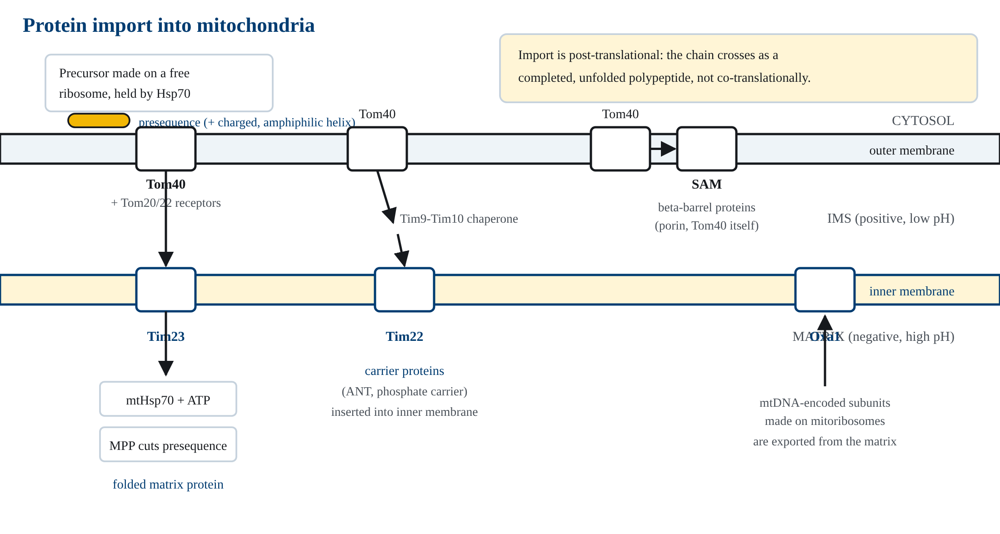 Protein import into mitochondria
Import is post-translational: the chain crosses as a
completed, unfolded polypeptide, not co-translationally.
Precursor made on a free
ribosome, held by Hsp70
presequence (+ charged, amphiphilic helix)
Tom40
Tom40
CYTOSOL
outer membrane
Tom40
+ Tom20/22 receptors
SAM
beta-barrel proteins
(porin, Tom40 itself)
Tim9-Tim10 chaperone
IMS (positive, low pH)
inner membrane
Tim23
Tim22
Oxa1
MATRIX (negative, high pH)
mtHsp70 + ATP
MPP cuts presequence
folded matrix protein
carrier proteins
(ANT, phosphate carrier)
inserted into inner membrane
mtDNA-encoded subunits
made on mitoribosomes
are exported from the matrix